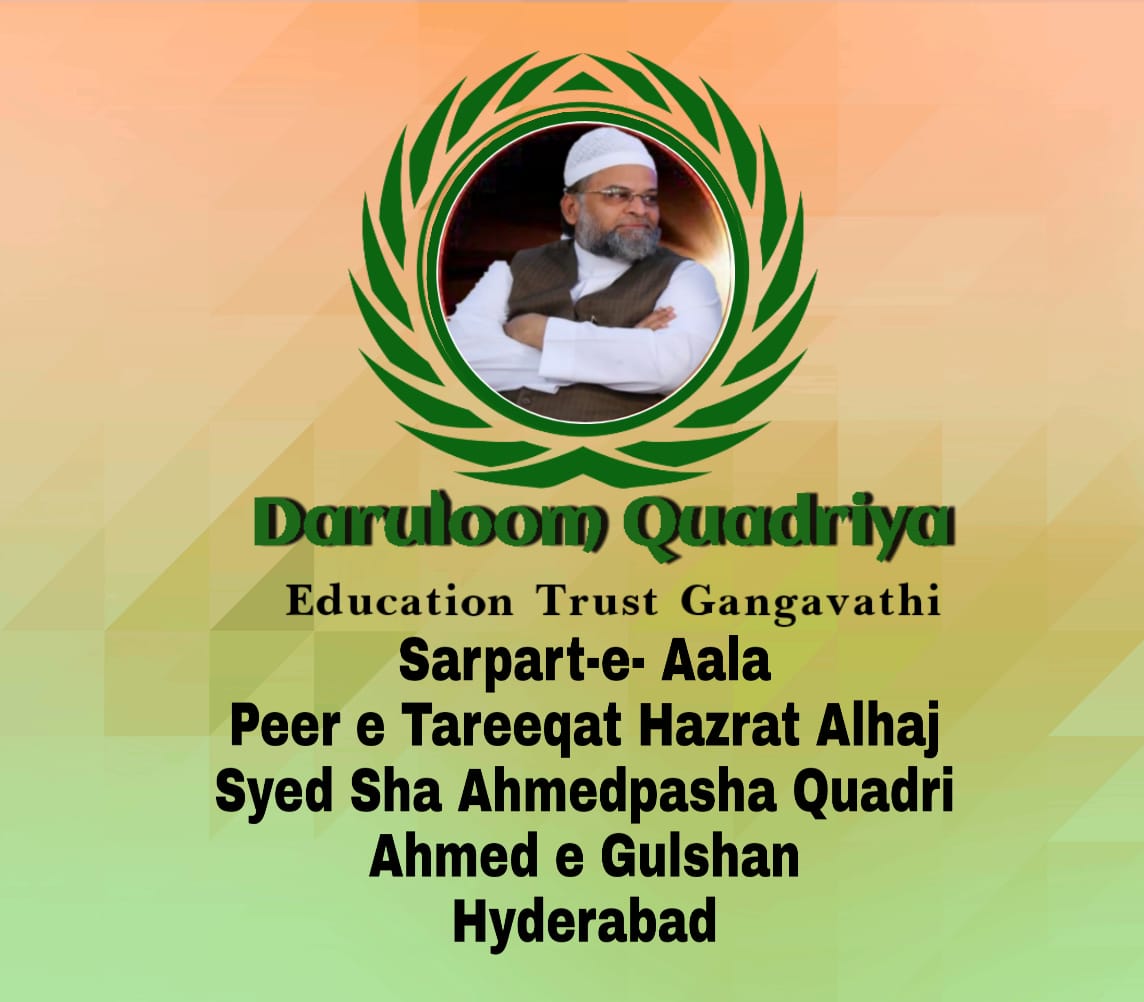 Daruloom Quadriya
Education Trust Gangavathi
Sarpart-e- Aala
Peer e Tareeqat Hazrat Alhaj
Syed Sha Ahmedpasha Quadri
Ahmed e Gulshan
Hyderabad